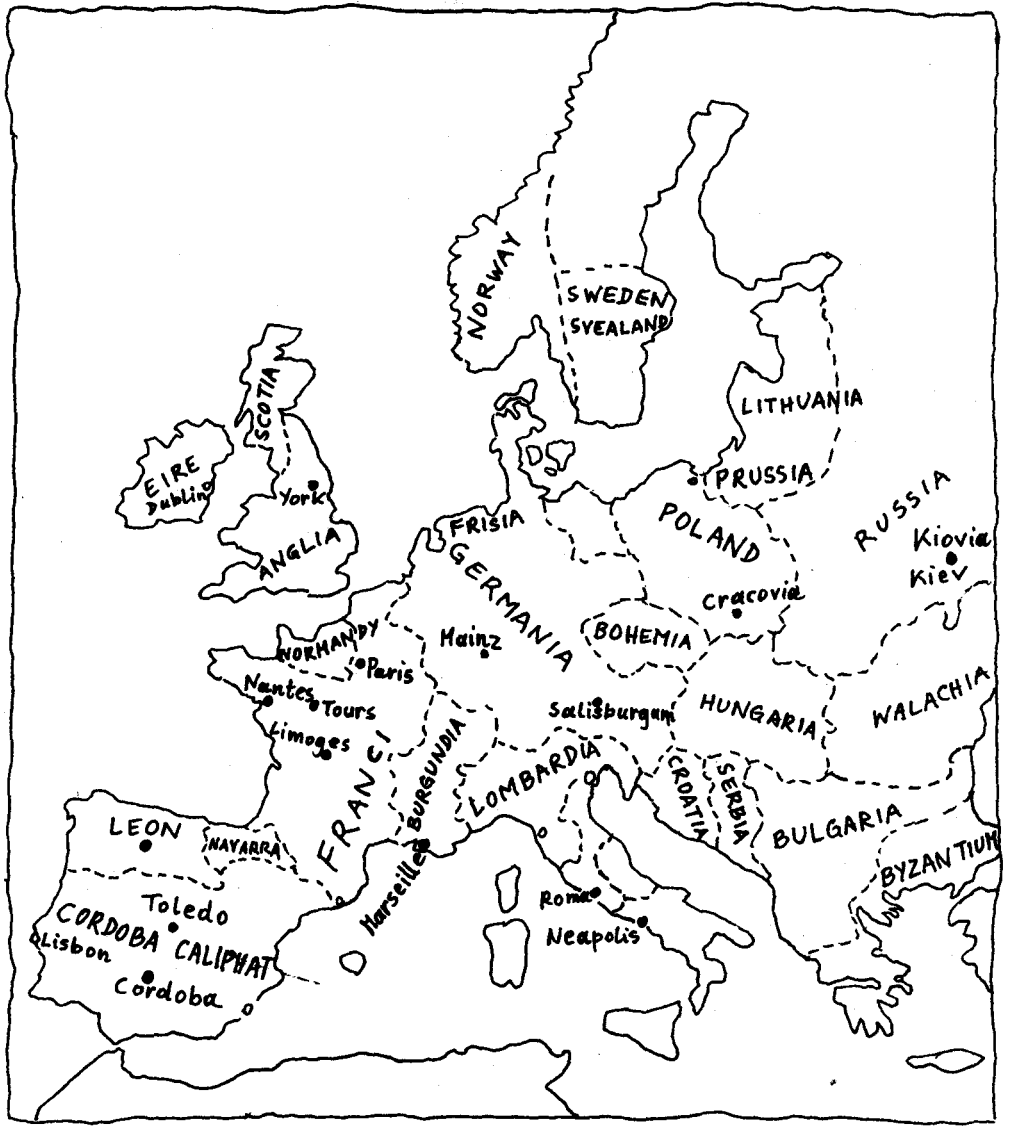 NORWAY
SWEDEN
SVEALAND
SCOTIA
LITHUANIA
EIRE
Dublin
York
PRUSSIA
FRISIA
ANGLIA
POLAND
RUSSIA
Kiovia
Kiev
GERMANIA
Cracovia
NORMANDY
Mainz
BOHEMIA
Paris
Nantes
Tours
Salisburgum
HUNGARIA
WALACHIA
Limoges
FRANCI
BURGUNDIA
LOMBARDIA
CROATIA
SERBIA
LEON
NAVARRA
BULGARIA
BYZANTIUM
Marseille
Roma
Toledo
CORDOBA CALIPHAT
Neapolis
Lisbon
Cordoba